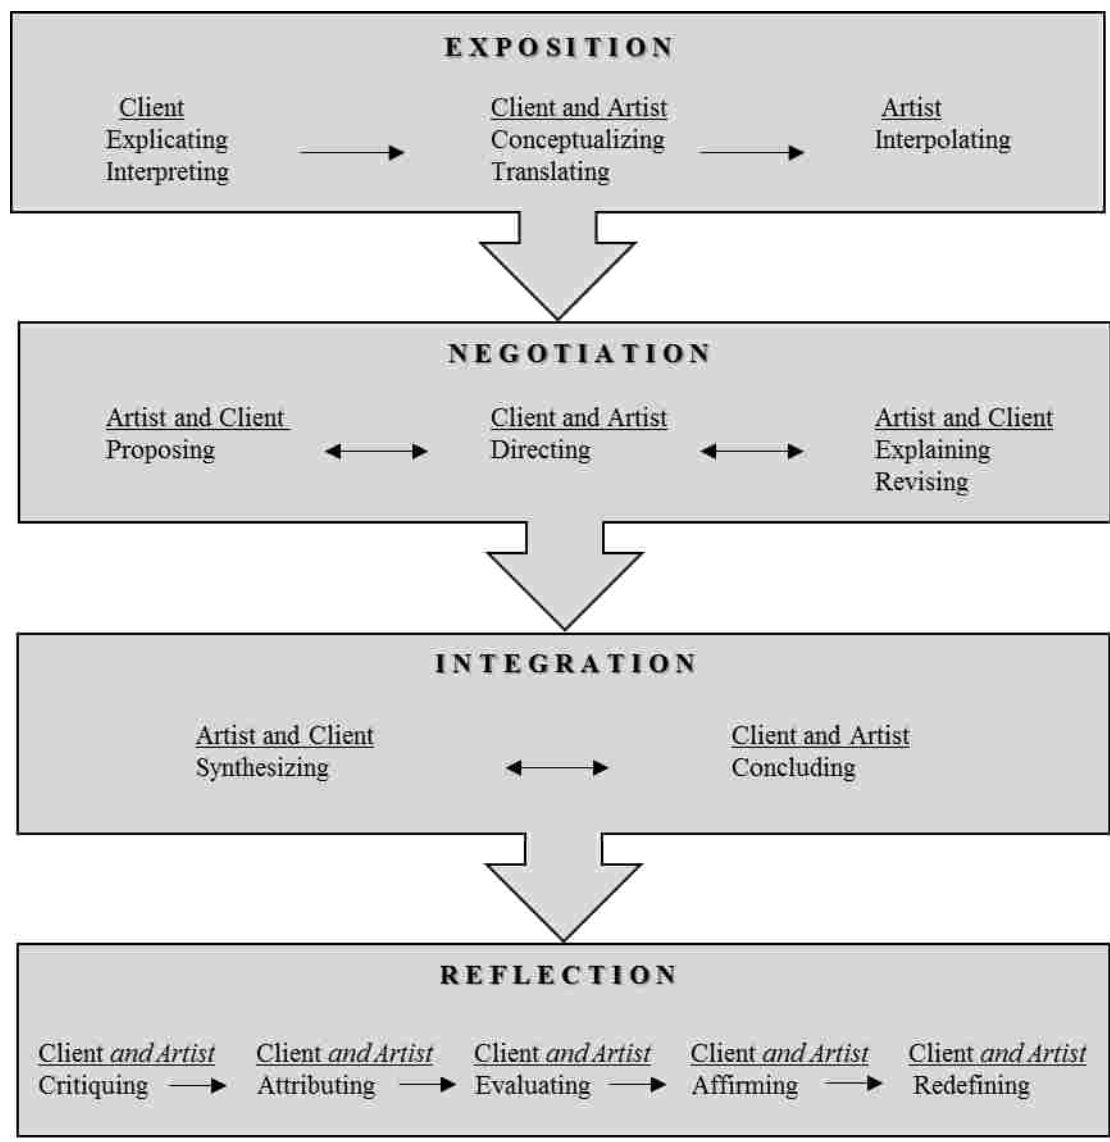 EXPOSITION
Client
Explicating
Interpreting
Client and Artist
Conceptualizing
Translating
Artist
Interpolating
NEGOTIATION
Artist and Client
Proposing
Client and Artist
Directing
Artist and Client
Explaining
Revising
INTEGRATION
Artist and Client
Synthesizing
Client and Artist
Concluding
REFLECTION
Client and Artist
Critiquing
Client and Artist
Attributing
Client and Artist
Evaluating
Client and Artist
Affirming
Client and Artist
Redefining